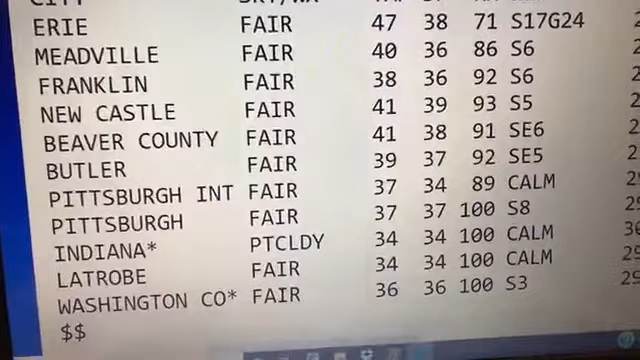 CITY SKY/WX
ERIE FAIR 47 38 71 S17G24
MEADVILLE FAIR 40 36 86 S6
FRANKLIN FAIR 38 36 92 S6
NEW CASTLE FAIR 41 39 93 S5
BEAVER COUNTY FAIR 41 38 91 SE6
BUTLER FAIR 39 37 92 SE5
PITTSBURGH INT FAIR 37 34 89 CALM
PITTSBURGH FAIR 37 37 100 S8
INDIANA* PTCLDY 34 34 100 CALM
LATROBE FAIR 34 34 100 CALM
WASHINGTON CO* FAIR 36 36 100 S3
$$